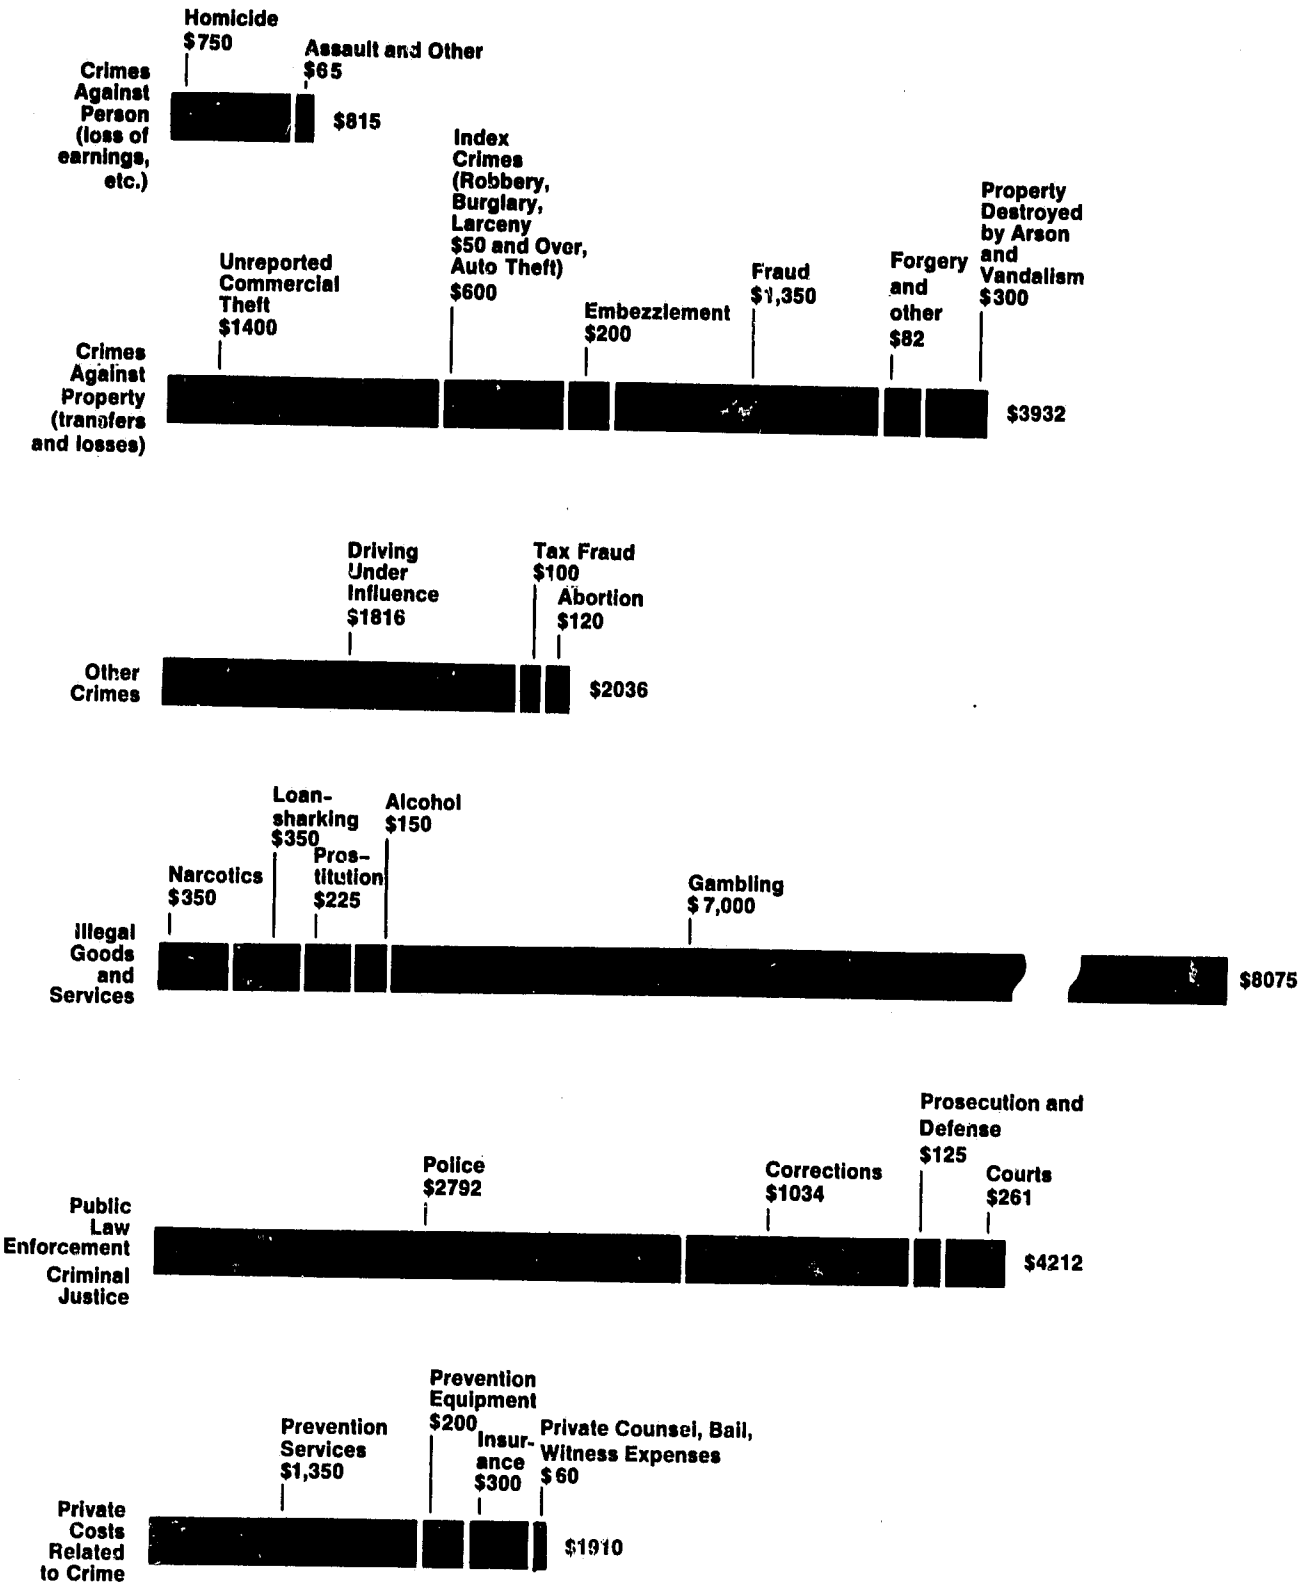 Homicide
$750
Assault and Other
$65
Crimes
Against
Person
(loss of
earnings,
etc.)
$815
Unreported
Commercial
Theft
$1400
Index
Crimes
(Robbery,
Burglary,
Larceny
$50 and Over,
Auto Theft)
$600
Embezzlement
$200
Fraud
$1,350
Forgery
and
other
$82
Property
Destroyed
by Arson
and
Vandalism
$300
Crimes
Against
Property
(transfers
and losses)
$3932
Driving
Under
Influence
$1816
Tax Fraud
$100
Abortion
$120
Other
Crimes
$2036
Narcotics
$350
Loan-
sharking
$350
Pros-
titution
$225
Alcohol
$150
Gambling
$7,000
Illegal
Goods
and
Services
$8075
Police
$2792
Corrections
$1034
Prosecution and
Defense
$125
Courts
$261
Public
Law
Enforcement
Criminal
Justice
$4212
Prevention
Services
$1,350
Prevention
Equipment
$200
Insur-
ance
$300
Private Counsel, Bail,
Witness Expenses
$60
Private
Costs
Related
to Crime
$1910